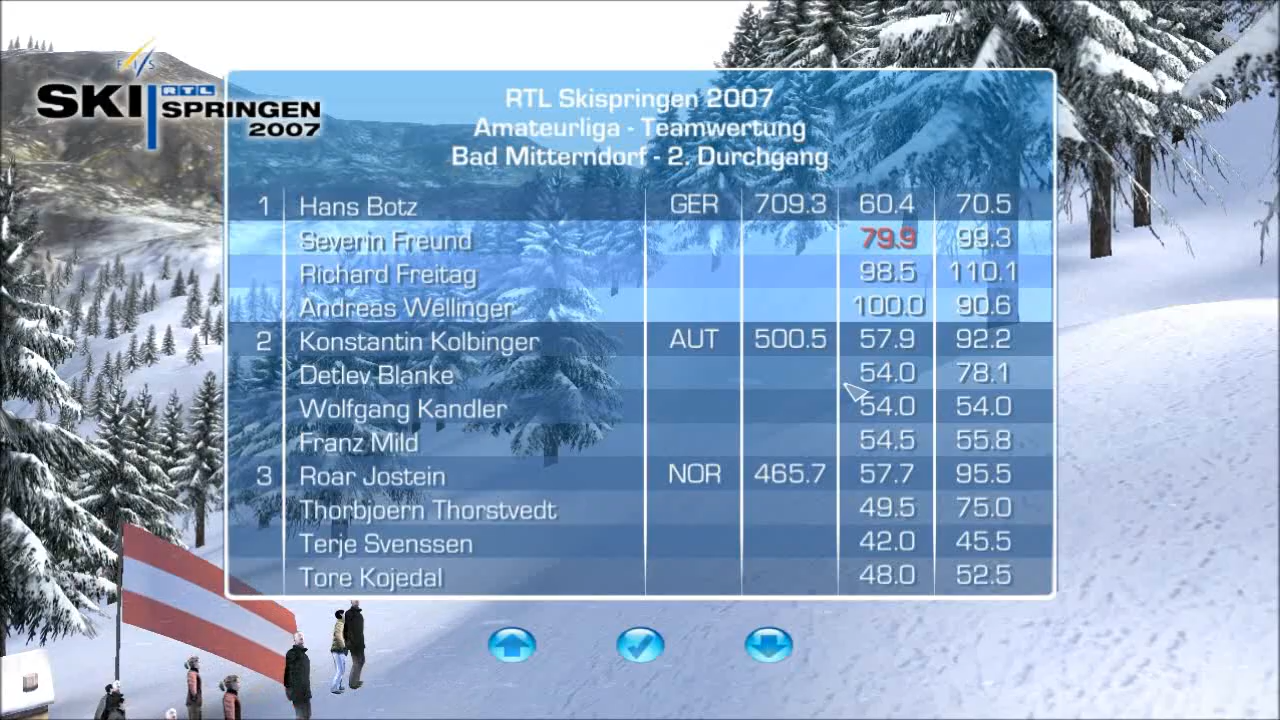 FIS
SKI RTL SPRINGEN
2007
RTL Skispringen 2007
Amateurliga - Teamwertung
Bad Mitterndorf - 2. Durchgang
1 Hans Botz GER 709.3 60.4 70.5
Severin Freund 79.9 99.3
Richard Freitag 98.5 110.1
Andreas Wellinger 100.0 90.6
2 Konstantin Kolbinger AUT 500.5 57.9 92.2
Detlev Blanke 54.0 78.1
Wolfgang Kandler 54.0 54.0
Franz Mild 54.5 55.8
3 Roar Jostein NOR 465.7 57.7 95.5
Thorbjoern Thorstvedt 49.5 75.0
Terje Svenssen 42.0 45.5
Tore Kojedal 48.0 52.5